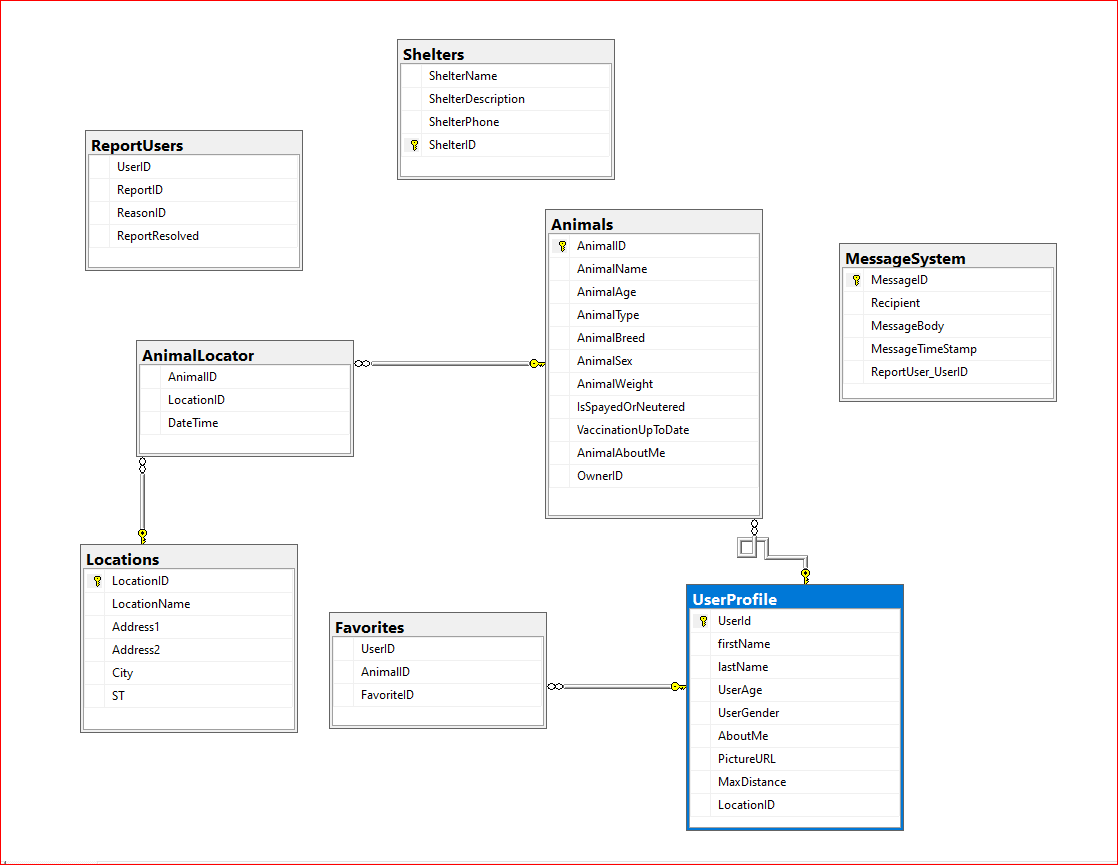 Shelters
ShelterName
ShelterDescription
ShelterPhone
ShelterID
ReportUsers
UserID
ReportID
ReasonID
ReportResolved
Animals
AnimalID
AnimalName
AnimalAge
AnimalType
AnimalBreed
AnimalSex
AnimalWeight
IsSpayedOrNeutered
VaccinationUpToDate
AnimalAboutMe
OwnerID
MessageSystem
MessageID
Recipient
MessageBody
MessageTimeStamp
ReportUser_UserID
AnimalLocator
AnimalID
LocationID
DateTime
Locations
LocationID
LocationName
Address1
Address2
City
ST
Favorites
UserID
AnimalID
FavoriteID
UserProfile
UserId
firstName
lastName
UserAge
UserGender
AboutMe
PictureURL
MaxDistance
LocationID